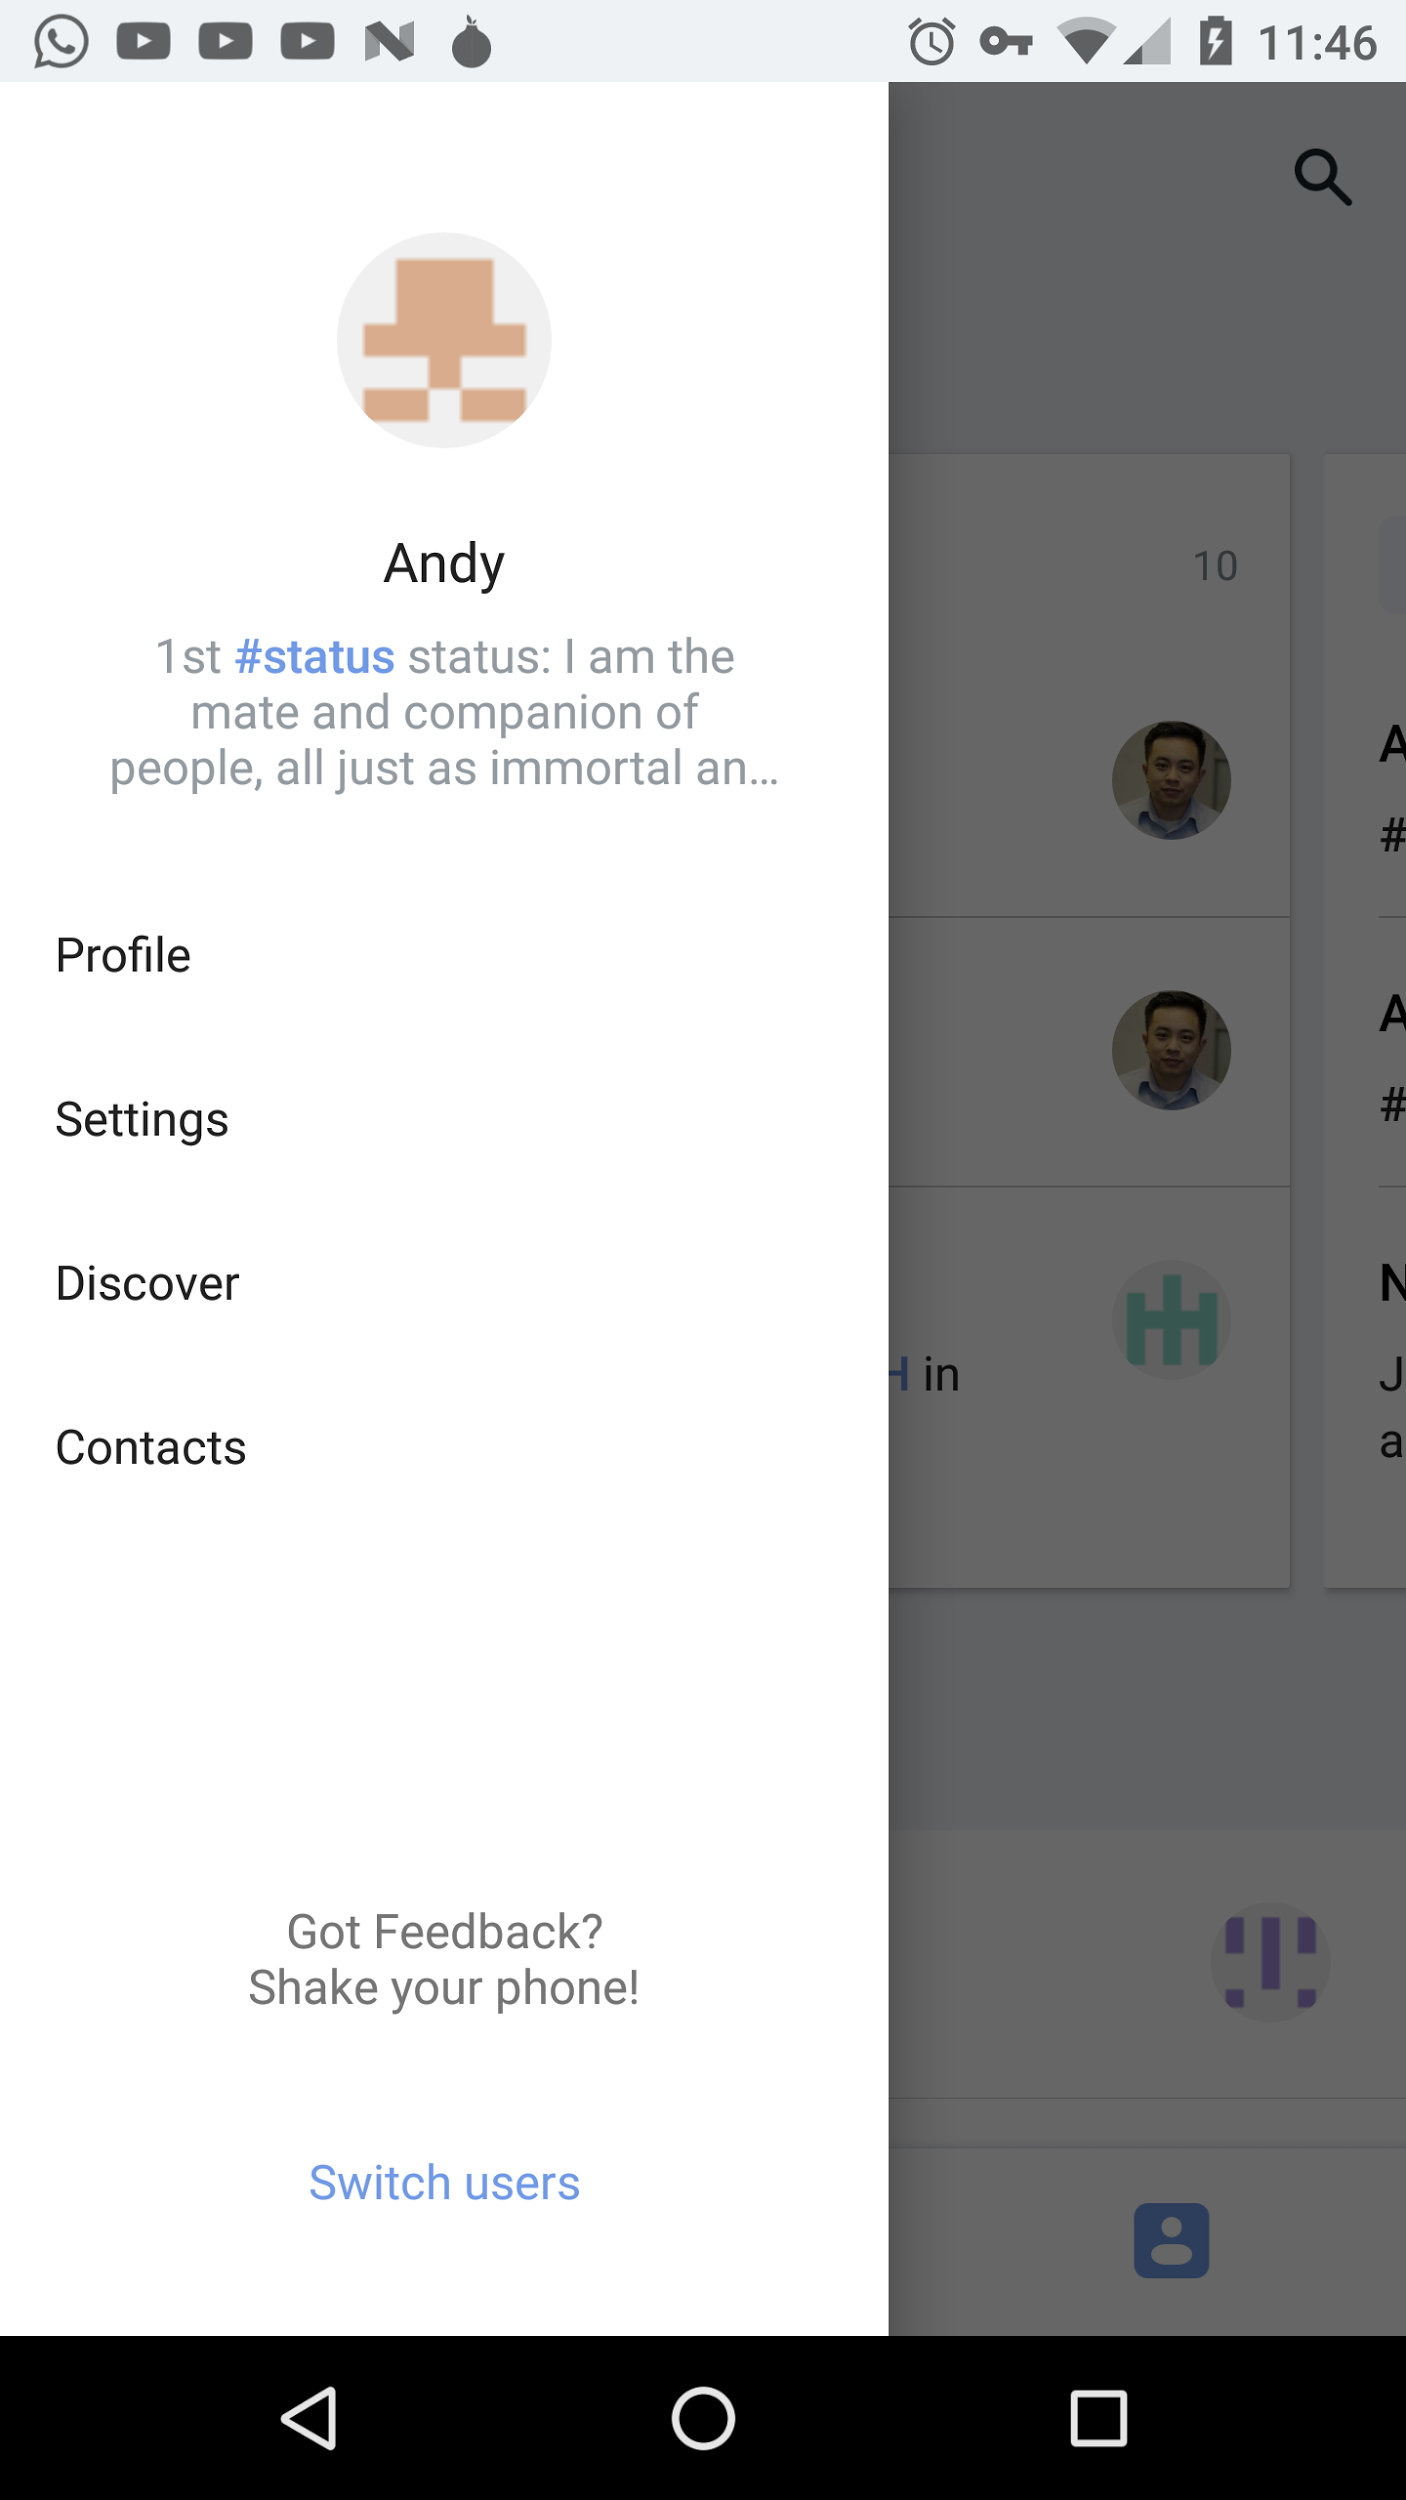 11:46
10
Andy
1st #status status: I am the
mate and companion of
people, all just as immortal an...
A
#
Profile
A
#
Settings
Discover
N
H in
J
a
Contacts
Got Feedback?
Shake your phone!
Switch users